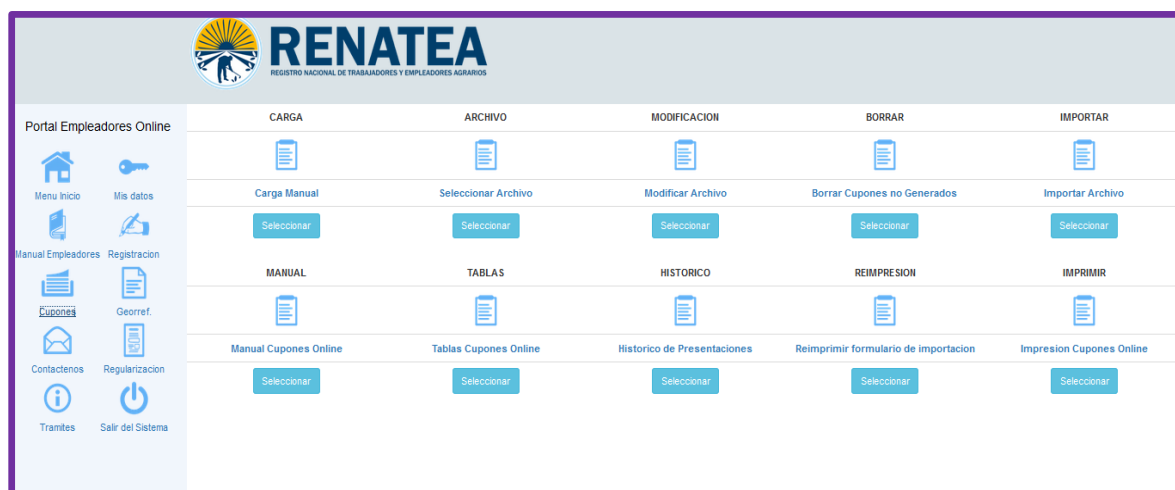 RENATEA
REGISTRO NACIONAL DE TRABAJADORES Y EMPLEADORES AGRARIOS
Portal Empleadores Online
Menu Inicio
Mis datos
Manual Empleadores
Registracion
Cupones
Georref.
Contactenos
Regularizacion
Tramites
Salir del Sistema
CARGA
ARCHIVO
MODIFICACION
BORRAR
IMPORTAR
Carga Manual
Seleccionar Archivo
Modificar Archivo
Borrar Cupones no Generados
Importar Archivo
Seleccionar
Seleccionar
Seleccionar
Seleccionar
Seleccionar
MANUAL
TABLAS
HISTORICO
REIMPRESION
IMPRIMIR
Manual Cupones Online
Tablas Cupones Online
Historico de Presentaciones
Reimprimir formulario de importacion
Impresion Cupones Online
Seleccionar
Seleccionar
Seleccionar
Seleccionar
Seleccionar